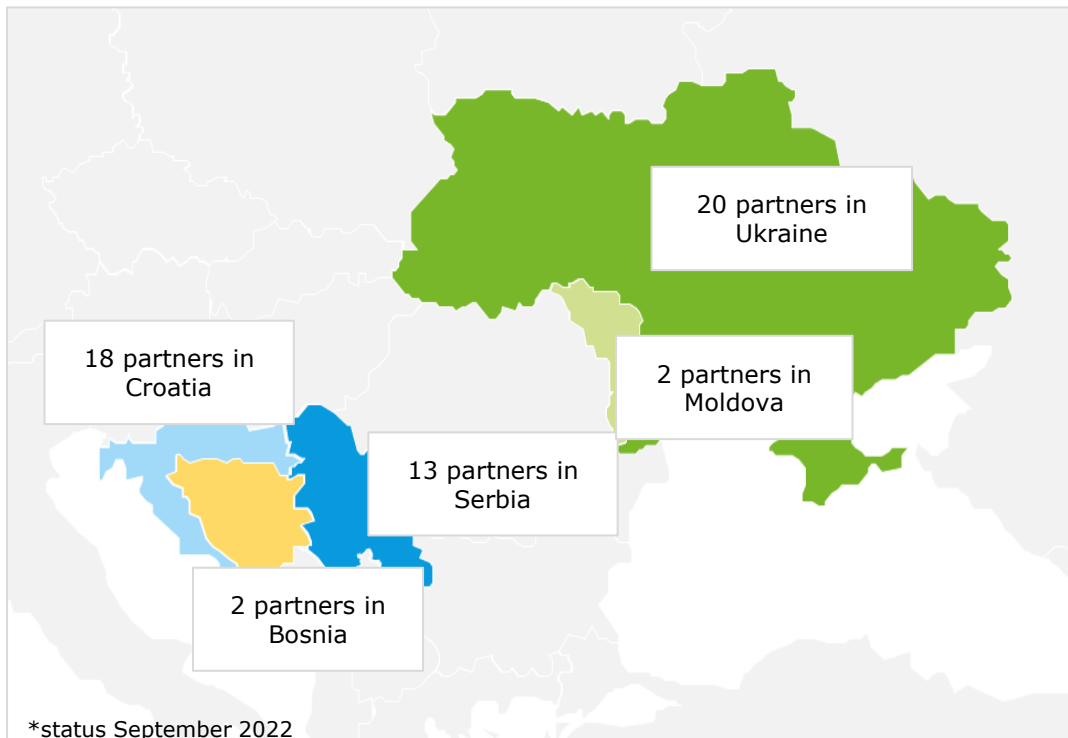 20 partners in
Ukraine
18 partners in
Croatia
2 partners in
Moldova
13 partners in
Serbia
2 partners in
Bosnia
*status September 2022